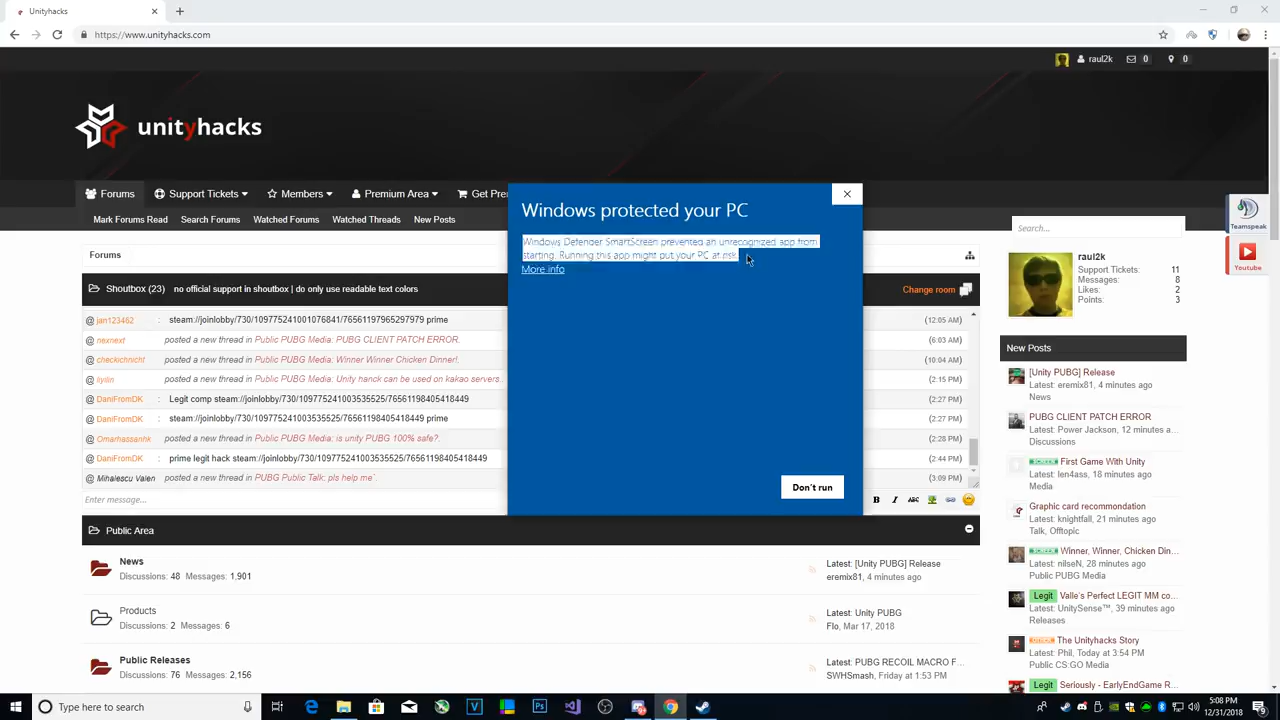 Unityhacks
https://www.unityhacks.com
raul2k
0
0
unityhacks
Forums
Support Tickets
Members
Premium Area
Get Pre
Mark Forums Read
Search Forums
Watched Forums
Watched Threads
New Posts
Windows protected your PC
Windows Defender SmartScreen prevented an unrecognized app from
starting. Running this app might put your PC at risk.
More info
Don't run
Search...
Teamspeak
Youtube
Forums
raul2k
Support Tickets: 11
Messages: 8
Likes: 2
Points: 3
Shoutbox (23) no official support in shoutbox | do only use readable text colors
Change room
@ jan123462 : steam://joinlobby/730/109775241001076841/76561197965297979 prime (12:05 AM)
@ nexnext posted a new thread in Public PUBG Media: PUBG CLIENT PATCH ERROR. (6:03 AM)
@ checkichnicht posted a new thread in Public PUBG Media: Winner Winner Chicken Dinner!. (10:04 AM)
@ liyilin posted a new thread in Public PUBG Media: Unity hanck can be used on kakao servers.. (2:15 PM)
@ DaniFromDK : Legit comp steam://joinlobby/730/109775241003535525/76561198405418449 (2:27 PM)
@ DaniFromDK : steam://joinlobby/730/109775241003535525/76561198405418449 prime (2:27 PM)
@ Omarhassanhk posted a new thread in Public PUBG Media: is unity PUBG 100% safe?. (2:28 PM)
@ DaniFromDK : prime legit hack steam://joinlobby/730/109775241003535525/76561198405418449 (2:44 PM)
@ Mihalescu Valen posted a new thread in PUBG Public Talk: pls help me`. (3:09 PM)
Enter message...
B I ABC
Public Area
News
Discussions: 48 Messages: 1,901
Latest: [Unity PUBG] Release
eremix81, 4 minutes ago
Products
Discussions: 2 Messages: 6
Latest: Unity PUBG
Flo, Mar 17, 2018
Public Releases
Discussions: 76 Messages: 2,156
Latest: PUBG RECOIL MACRO F...
SWHSmash, Friday at 1:53 PM
New Posts
[Unity PUBG] Release
Latest: eremix81, 4 minutes ago
News
PUBG CLIENT PATCH ERROR
Latest: Power Jackson, 12 minutes a...
Discussions
First Game With Unity
Latest: len4ass, 18 minutes ago
Media
Graphic card recommondation
Latest: knightfall, 21 minutes ago
Talk, Offtopic
Winner, Winner, Chicken Din...
Latest: nilseN, 28 minutes ago
Public PUBG Media
Legit Valle's Perfect LEGIT MM co...
Latest: UnitySense™, 39 minutes ago
Releases
The Unityhacks Story
Latest: Phil, Today at 3:54 PM
Public CS:GO Media
Legit Seriously - EarlyEndGame R...
Type here to search
5:08 PM
12/31/2018